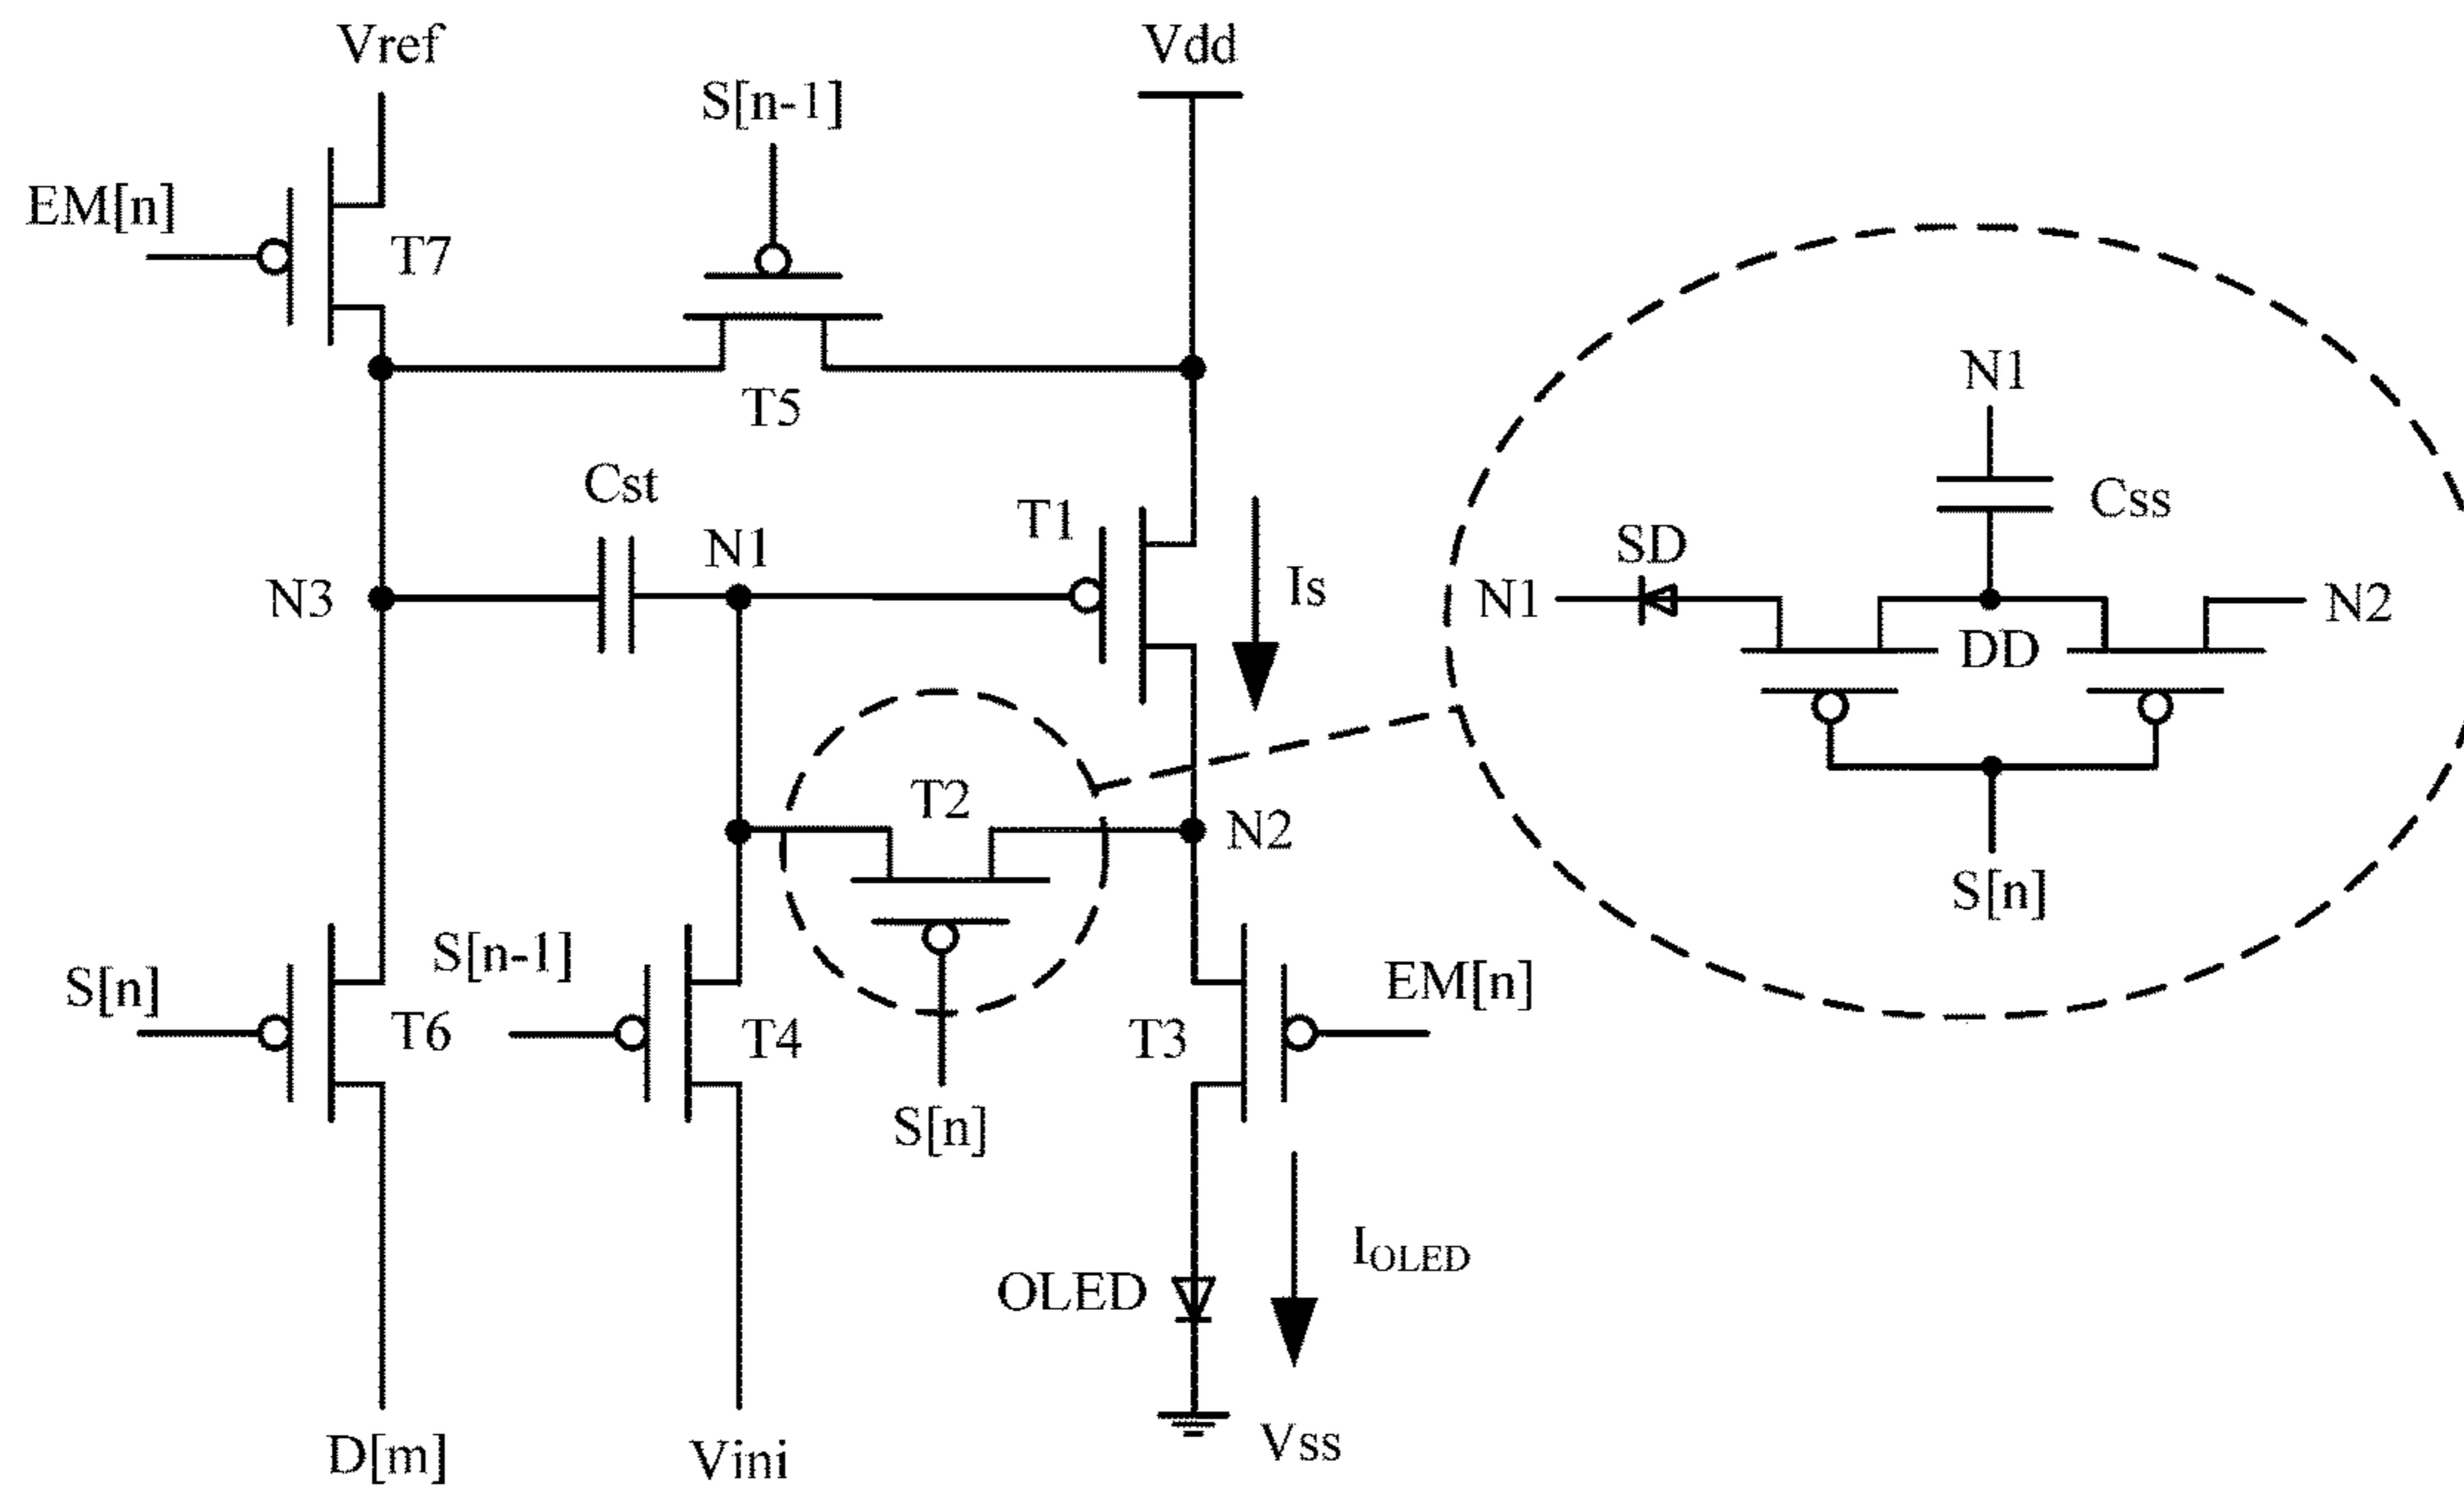 Vref
Vdd
S[n-1]
EM[n]
T7
T5
N1
Cst
T1
Css
SD
N1
Is
N3
N1
N2
DD
T2
N2
S[n]
S[n-1]
S[n]
EM[n]
T6
T4
T3
S[n]
IOLED
OLED
D[m]
Vini
Vss